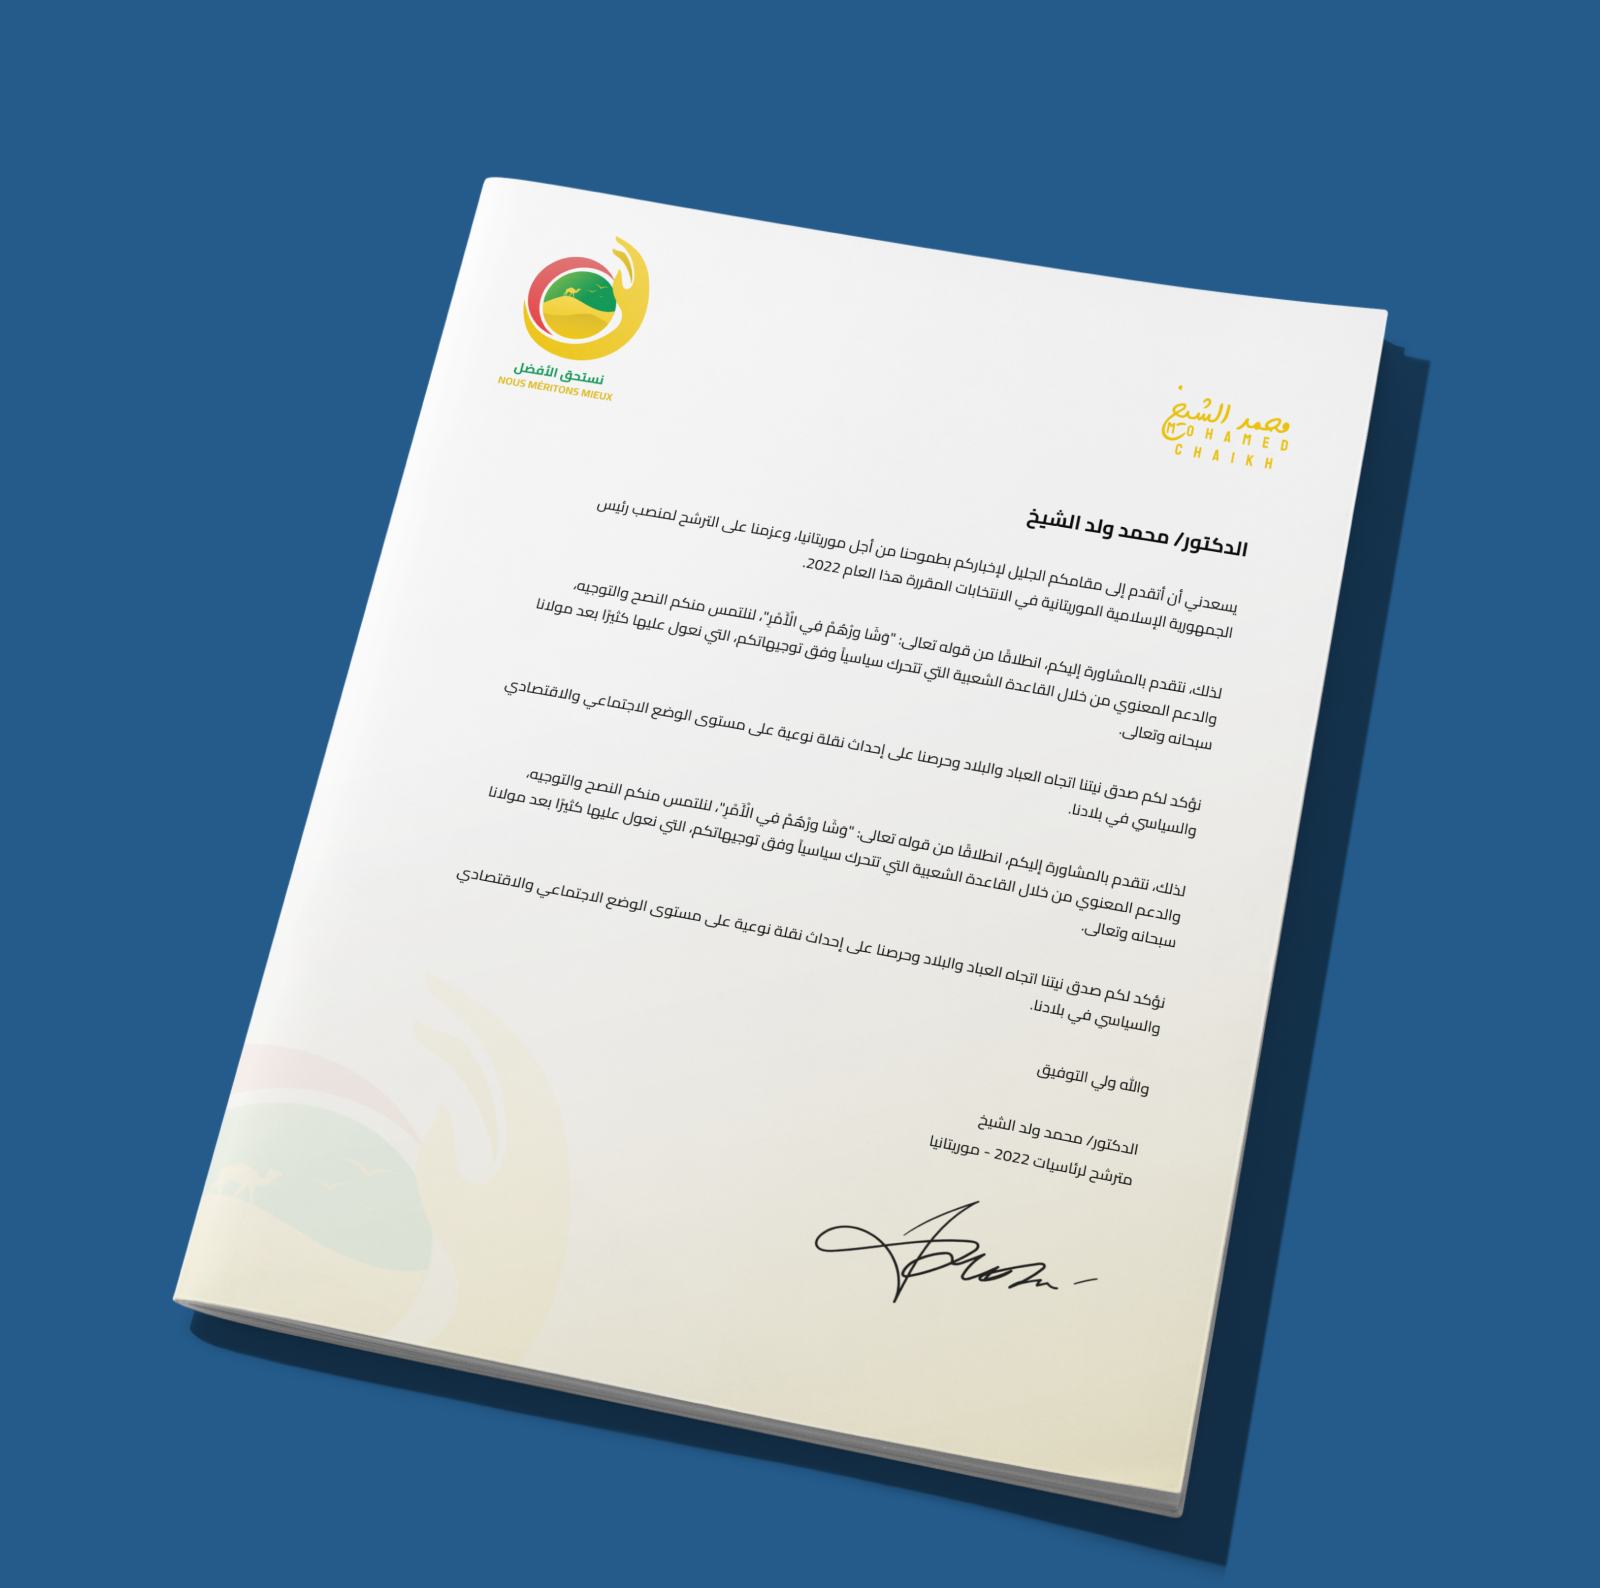 نستحق الأفضل
NOUS MÉRITONS MIEUX
محمد الشيخ
MOHAMED
CHAIKH
الدكتور/ محمد ولد الشيخ
يسعدني أن أتقدم إلى مقامكم الجليل لإخباركم بطموحنا من أجل موريتانيا، وعزمنا على الترشح لمنصب رئيس
الجمهورية الإسلامية الموريتانية في الانتخابات المقررة هذا العام 2022.
لذلك، نتقدم بالمشاورة إليكم، انطلاقًا من قوله تعالى: "وَشَا ورْهُمْ فِي الْأَمْرِ"، لنلتمس منكم النصح والتوجيه،
والدعم المعنوي من خلال القاعدة الشعبية التي تتحرك سياسياً وفق توجيهاتكم، التي نعول عليها كثيرًا بعد مولانا
سبحانه وتعالى.
نؤكد لكم صدق نيتنا اتجاه العباد والبلاد وحرصنا على إحداث نقلة نوعية على مستوى الوضع الاجتماعي والاقتصادي
والسياسي في بلادنا.
لذلك، نتقدم بالمشاورة إليكم، انطلاقًا من قوله تعالى: "وَشَا ورْهُمْ فِي الْأَمْرِ"، لنلتمس منكم النصح والتوجيه،
والدعم المعنوي من خلال القاعدة الشعبية التي تتحرك سياسياً وفق توجيهاتكم، التي نعول عليها كثيرًا بعد مولانا
سبحانه وتعالى.
نؤكد لكم صدق نيتنا اتجاه العباد والبلاد وحرصنا على إحداث نقلة نوعية على مستوى الوضع الاجتماعي والاقتصادي
والسياسي في بلادنا.
والله ولي التوفيق
الدكتور/ محمد ولد الشيخ
مترشح لرئاسيات 2022 - موريتانيا